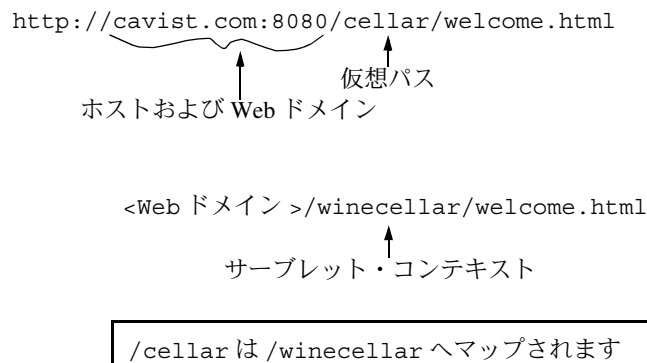 http://cavist.com:8080/cellar/welcome.html
仮想パス
ホストおよび Web ドメイン
<Web ドメイン >/winecellar/welcome.html
サーブレット・コンテキスト
/cellar は /winecellar へマップされます